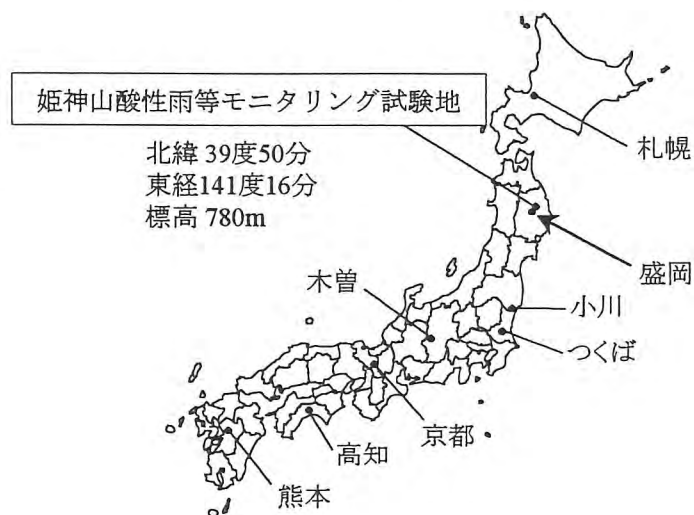 姫神山酸性雨等モニタリング試験地
北緯 39度50分
東経141度16分
標高 780m
札幌
盛岡
木曽
小川
つくば
京都
高知
熊本